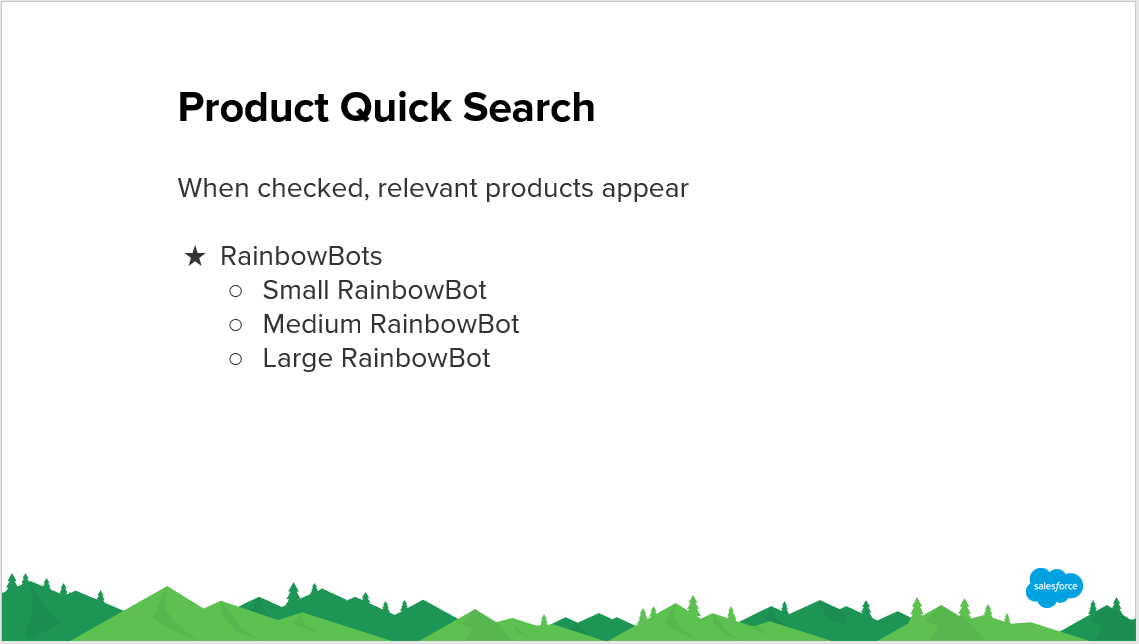 Product Quick Search
When checked, relevant products appear
★ RainbowBots
○ Small RainbowBot
○ Medium RainbowBot
○ Large RainbowBot
salesforce